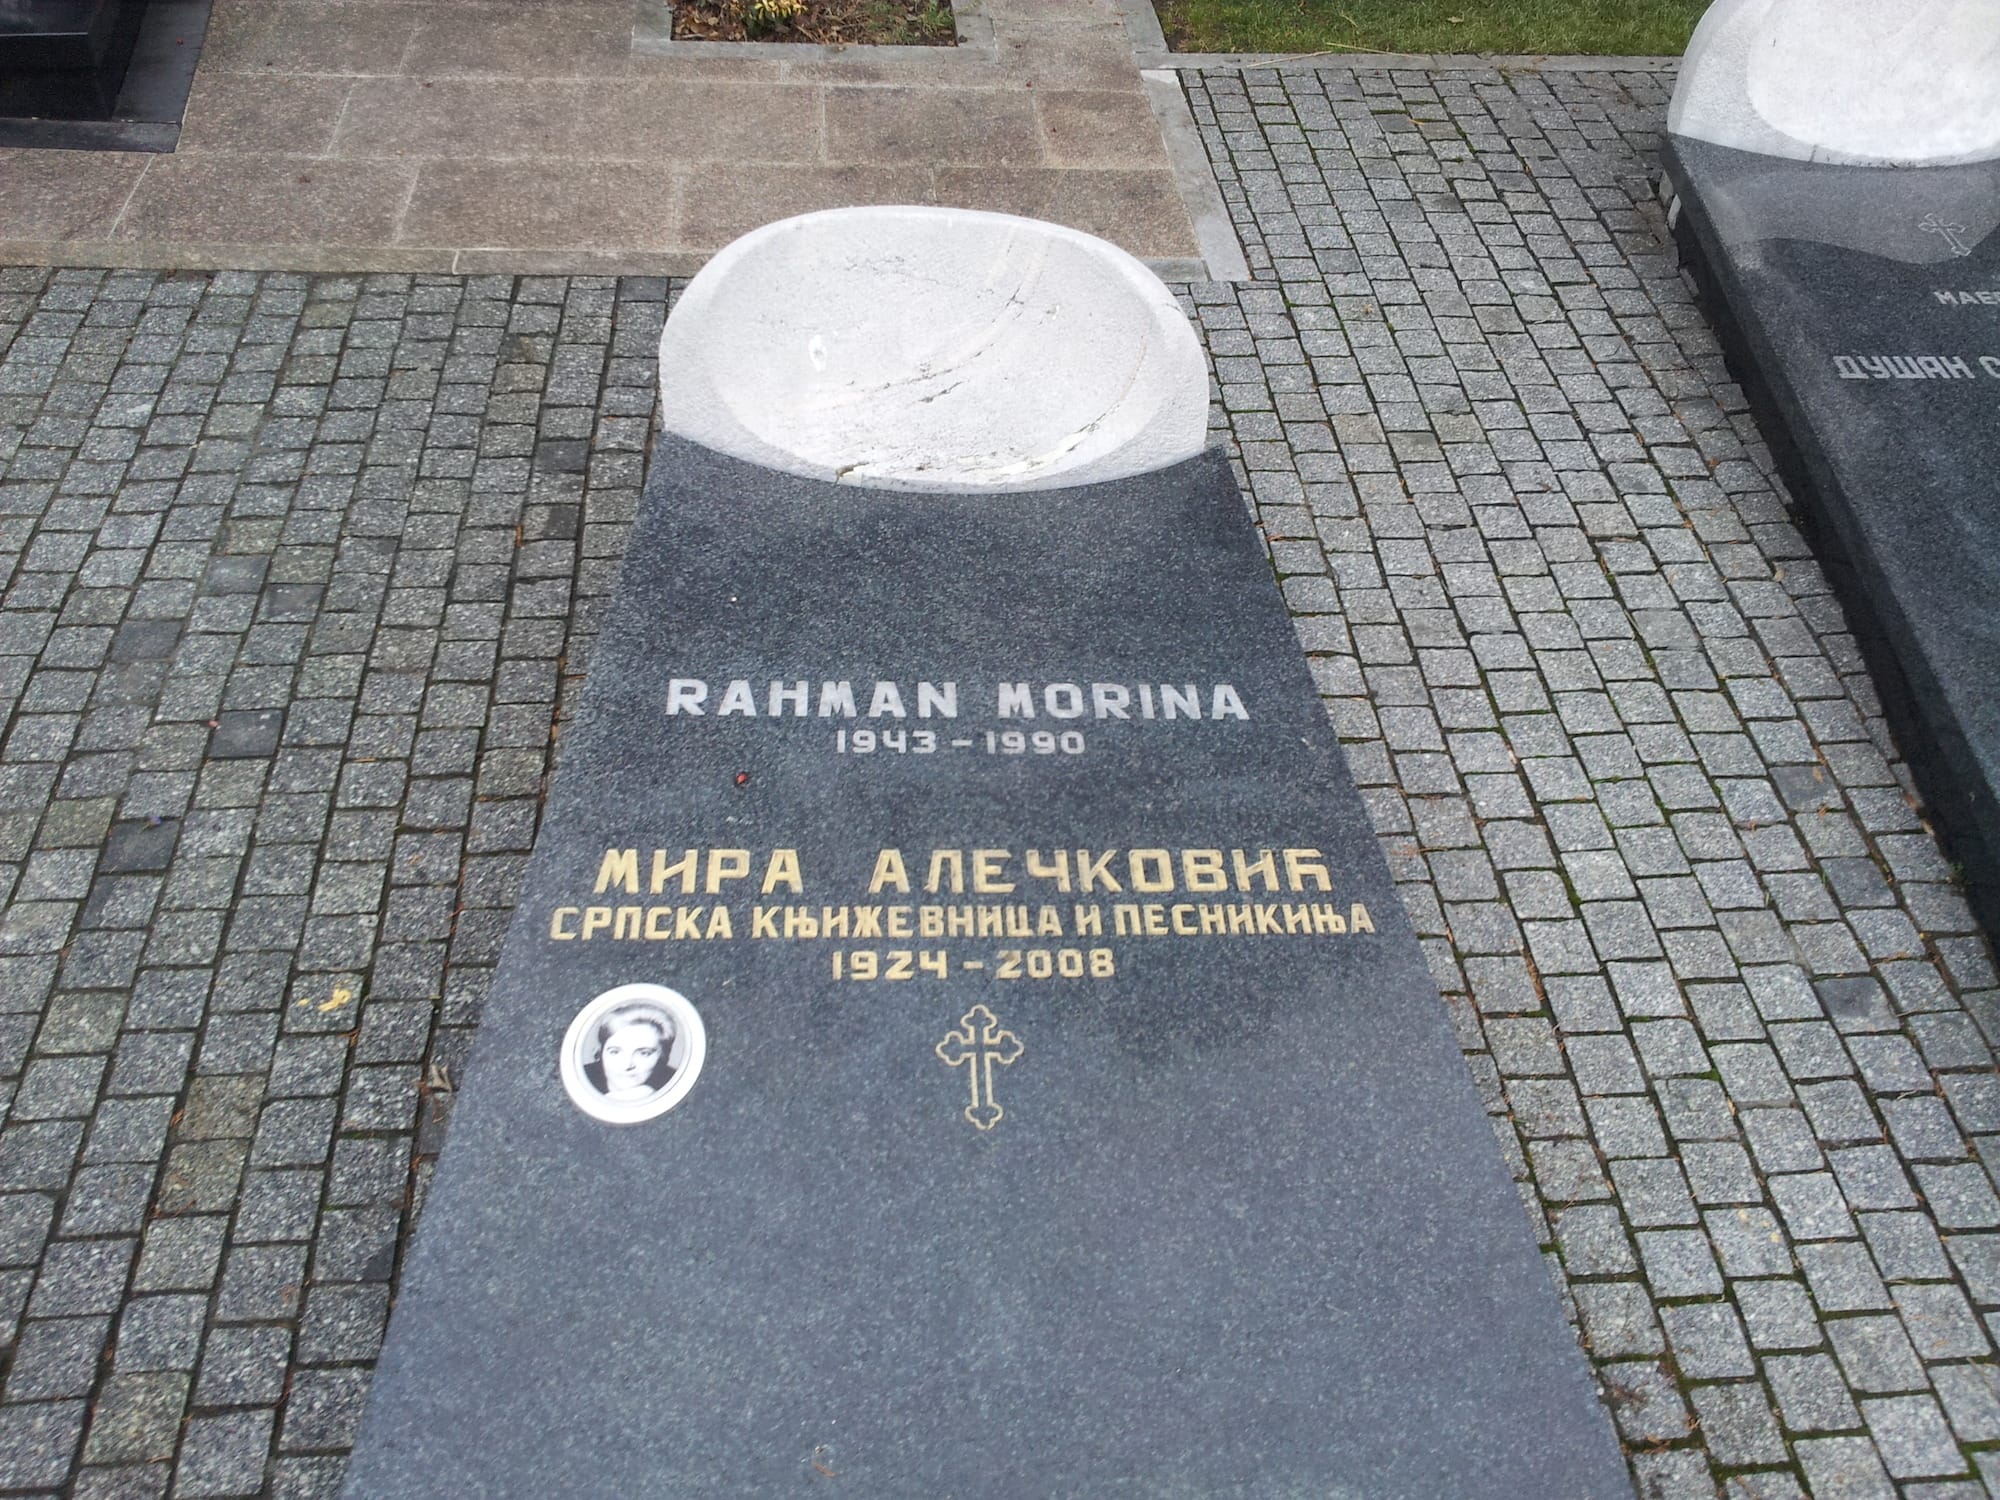 RAHMAN MORINA
1943-1990
МИРА АЛЕЧКОВИЋ
СРПСКА КЊИЖЕВНИЦА И ПЕСНИКИЊА
1924-2008
ДУШАН